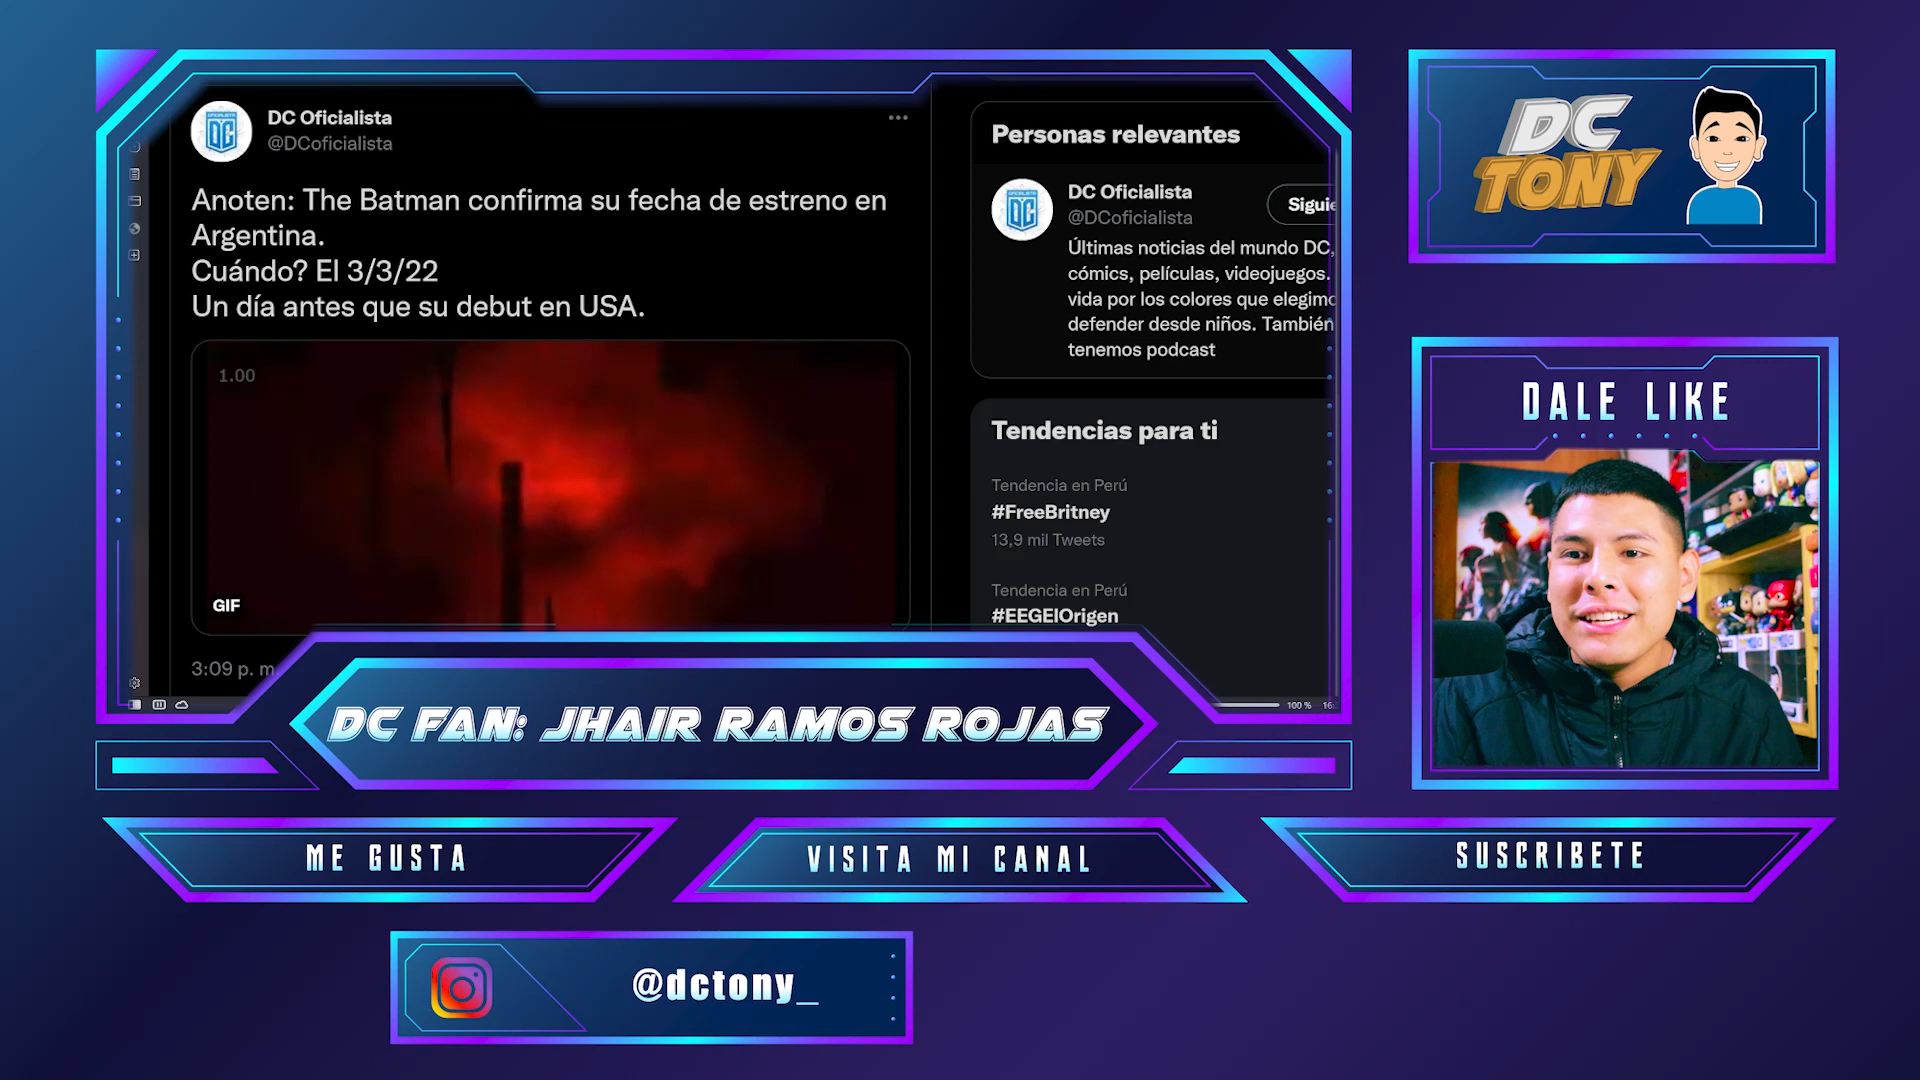 DC Oficialista
@DCoficialista
Anoten: The Batman confirma su fecha de estreno en
Argentina.
Cuándo? El 3/3/22
Un día antes que su debut en USA.
1.00
GIF
3:09 p. m
Personas relevantes
DC Oficialista
@DCoficialista
Siguie
Últimas noticias del mundo DC,
cómics, películas, videojuegos.
vida por los colores que elegimo
defender desde niños. También
tenemos podcast
Tendencias para ti
Tendencia en Perú
#FreeBritney
13,9 mil Tweets
Tendencia en Perú
#EEGElOrigen
100 %
16:
DC
TONY
DALE LIKE
DC FAN: JHAIR RAMOS ROJAS
ME GUSTA
VISITA MI CANAL
SUSCRIBETE
@dctony_